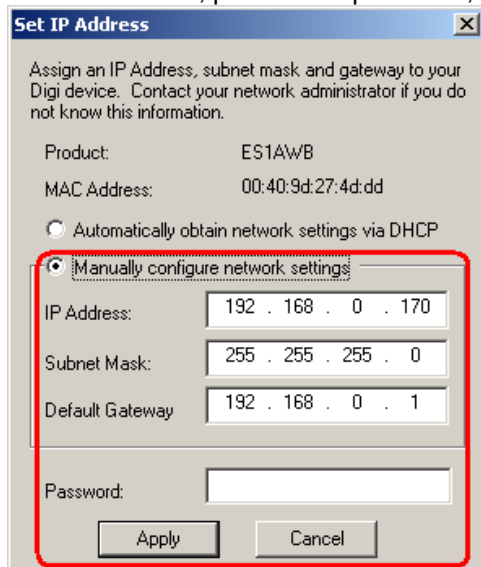 Set IP Address
Assign an IP Address, subnet mask and gateway to your
Digi device. Contact your network administrator if you do
not know this information.
Product: ES1AWB
MAC Address: 00:40:9d:27:4d:dd
Automatically obtain network settings via DHCP
Manually configure network settings
IP Address: 192 . 168 . 0 . 170
Subnet Mask: 255 . 255 . 255 . 0
Default Gateway 192 . 168 . 0 . 1
Password:
Apply Cancel